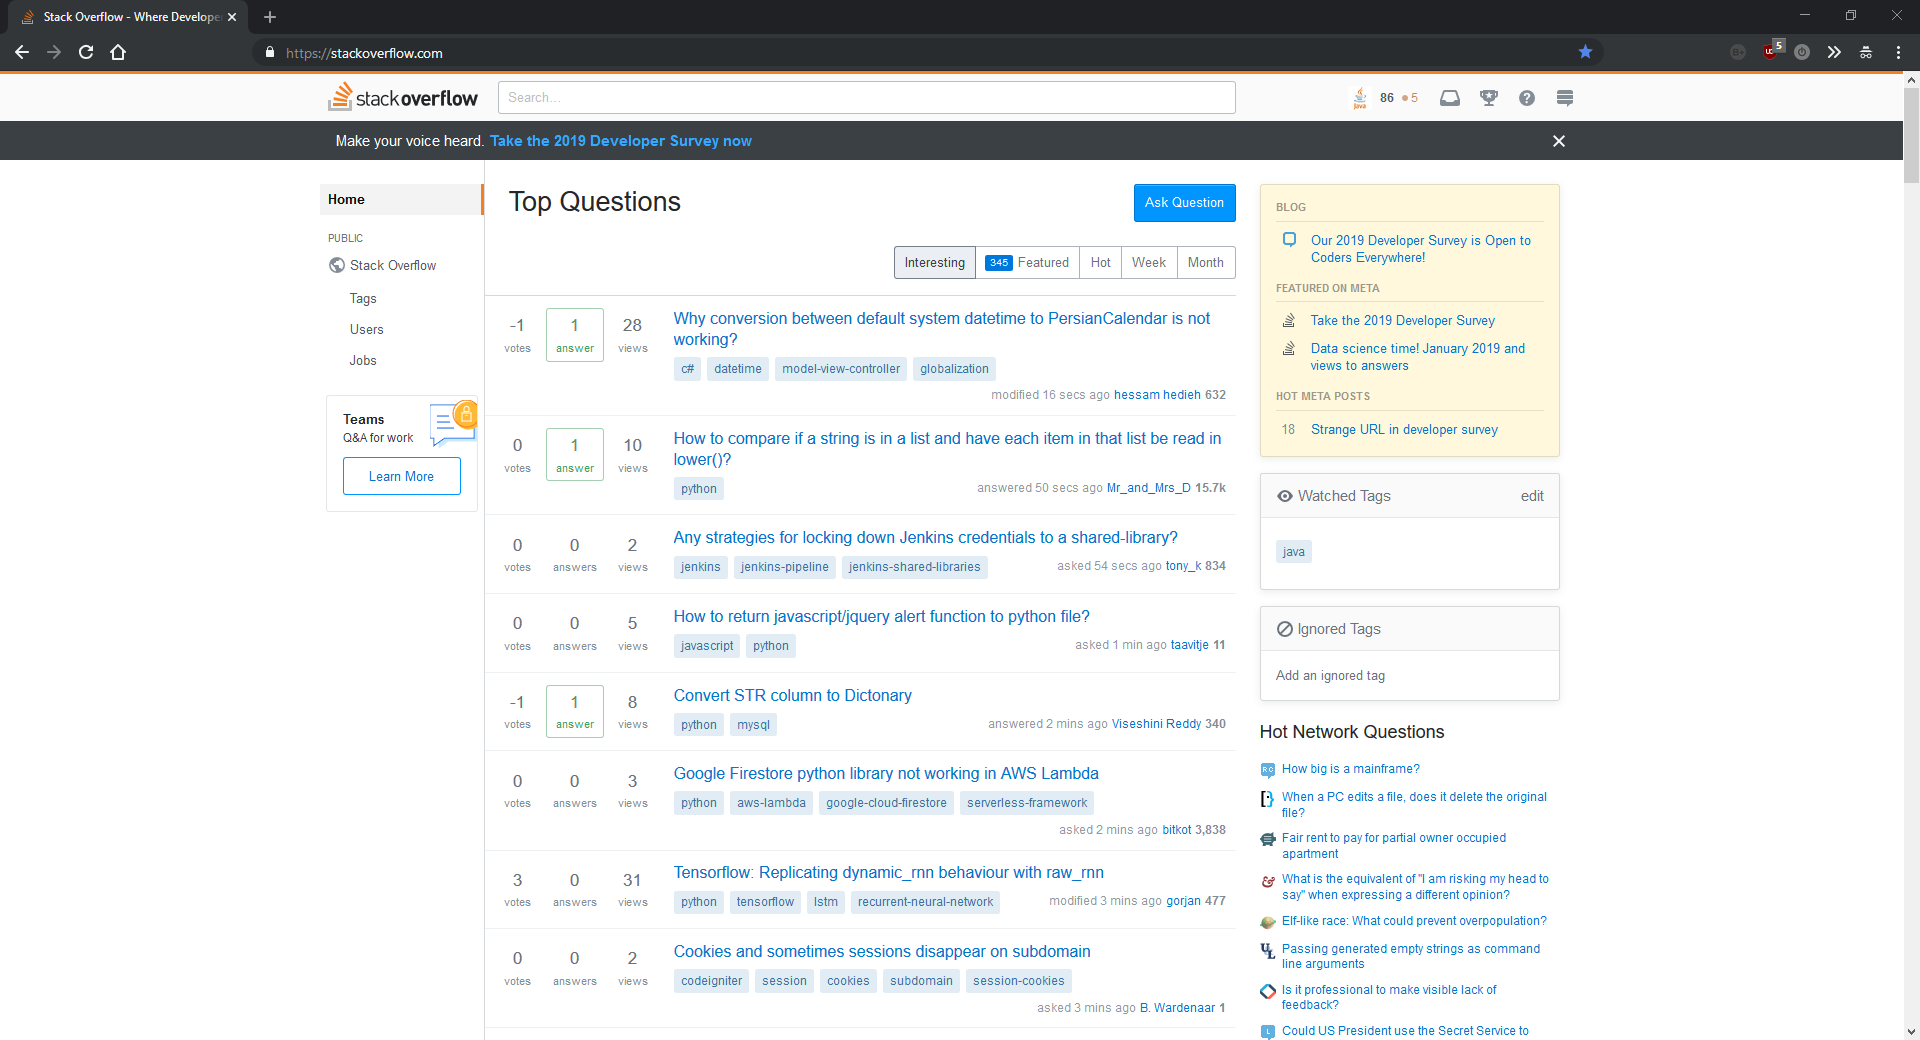 Stack Overflow - Where Develope
https://stackoverflow.com
5
stackoverflow
Search...
Java
86 5
Make your voice heard. Take the 2019 Developer Survey now
Home
PUBLIC
Stack Overflow
Tags
Users
Jobs
Teams
Q&A for work
Learn More
Top Questions
Ask Question
Interesting 345 Featured Hot Week Month
-1 1 28
votes answer views
Why conversion between default system datetime to PersianCalendar is not
working?
c# datetime model-view-controller globalization
modified 16 secs ago hessam hedieh 632
0 1 10
votes answer views
How to compare if a string is in a list and have each item in that list be read in
lower()?
python
answered 50 secs ago Mr_and_Mrs_D 15.7k
0 0 2
votes answers views
Any strategies for locking down Jenkins credentials to a shared-library?
jenkins jenkins-pipeline jenkins-shared-libraries
asked 54 secs ago tony_k 834
0 0 5
votes answers views
How to return javascript/jquery alert function to python file?
javascript python
asked 1 min ago taavitje 11
-1 1 8
votes answer views
Convert STR column to Dictonary
python mysql
answered 2 mins ago Viseshini Reddy 340
0 0 3
votes answers views
Google Firestore python library not working in AWS Lambda
python aws-lambda google-cloud-firestore serverless-framework
asked 2 mins ago bitkot 3,838
3 0 31
votes answers views
Tensorflow: Replicating dynamic_rnn behaviour with raw_rnn
python tensorflow lstm recurrent-neural-network
modified 3 mins ago gorjan 477
0 0 2
votes answers views
Cookies and sometimes sessions disappear on subdomain
codeigniter session cookies subdomain session-cookies
asked 3 mins ago B. Wardenaar 1
BLOG
Our 2019 Developer Survey is Open to
Coders Everywhere!
FEATURED ON META
Take the 2019 Developer Survey
Data science time! January 2019 and
views to answers
HOT META POSTS
18 Strange URL in developer survey
Watched Tags edit
java
Ignored Tags
Add an ignored tag
Hot Network Questions
How big is a mainframe?
When a PC edits a file, does it delete the original
file?
Fair rent to pay for partial owner occupied
apartment
What is the equivalent of "I am risking my head to
say" when expressing a different opinion?
Elf-like race: What could prevent overpopulation?
Passing generated empty strings as command
line arguments
Is it professional to make visible lack of
feedback?
Could US President use the Secret Service to